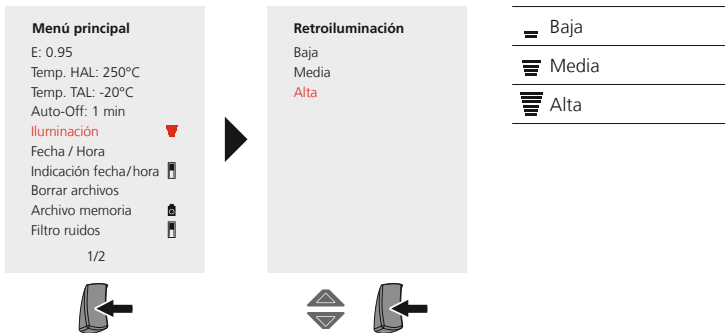 Menú principal
E: 0.95
Temp. HAL: 250°C
Temp. TAL: -20°C
Auto-Off: 1 min
Iluminación
Fecha / Hora
Indicación fecha/hora
Borrar archivos
Archivo memoria
Filtro ruidos
1/2
Retroiluminación
Baja
Media
Alta
Baja
Media
Alta